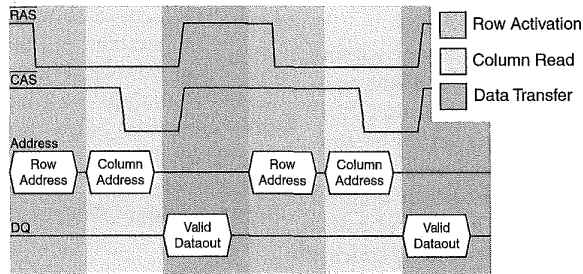 RAS
Row Activation
Column Read
CAS
Data Transfer
Address
Row
Address
Column
Address
Row
Address
Column
Address
DQ
Valid
Dataout
Valid
Dataout